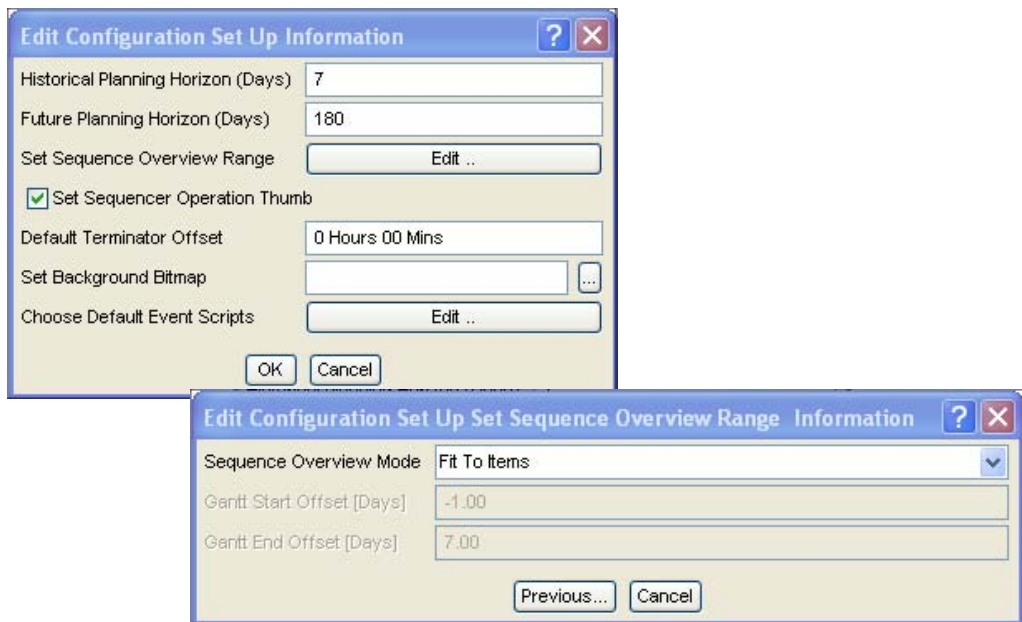 Edit Configuration Set Up Information ?
Historical Planning Horizon (Days) 7
Future Planning Horizon (Days) 180
Set Sequence Overview Range Edit ..
Set Sequencer Operation Thumb
Default Terminator Offset 0 Hours 00 Mins
Set Background Bitmap ...
Choose Default Event Scripts Edit ..
OK Cancel
Edit Configuration Set Up Set Sequence Overview Range Information ?
Sequence Overview Mode Fit To Items
Gantt Start Offset [Days] -1.00
Gantt End Offset [Days] 7.00
Previous... Cancel